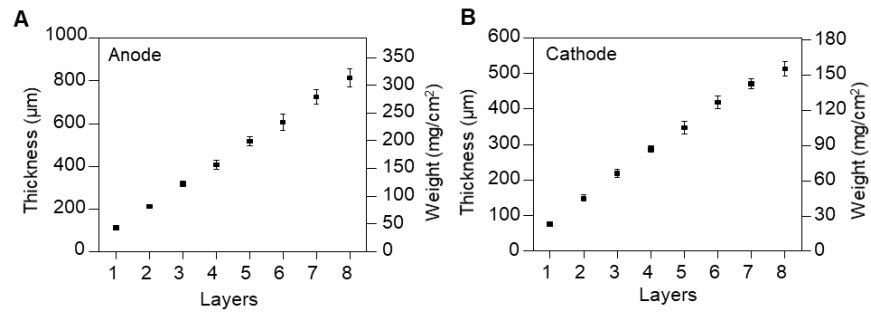 A
Anode
Thickness (µm)
1000
800
600
400
200
0
350
300
250
200
150
100
50
0
Weight (mg/cm²)
1 2 3 4 5 6 7 8
Layers
B
Cathode
Thickness (µm)
600
500
400
300
200
100
0
180
150
120
90
60
30
0
Weight (mg/cm²)
1 2 3 4 5 6 7 8
Layers